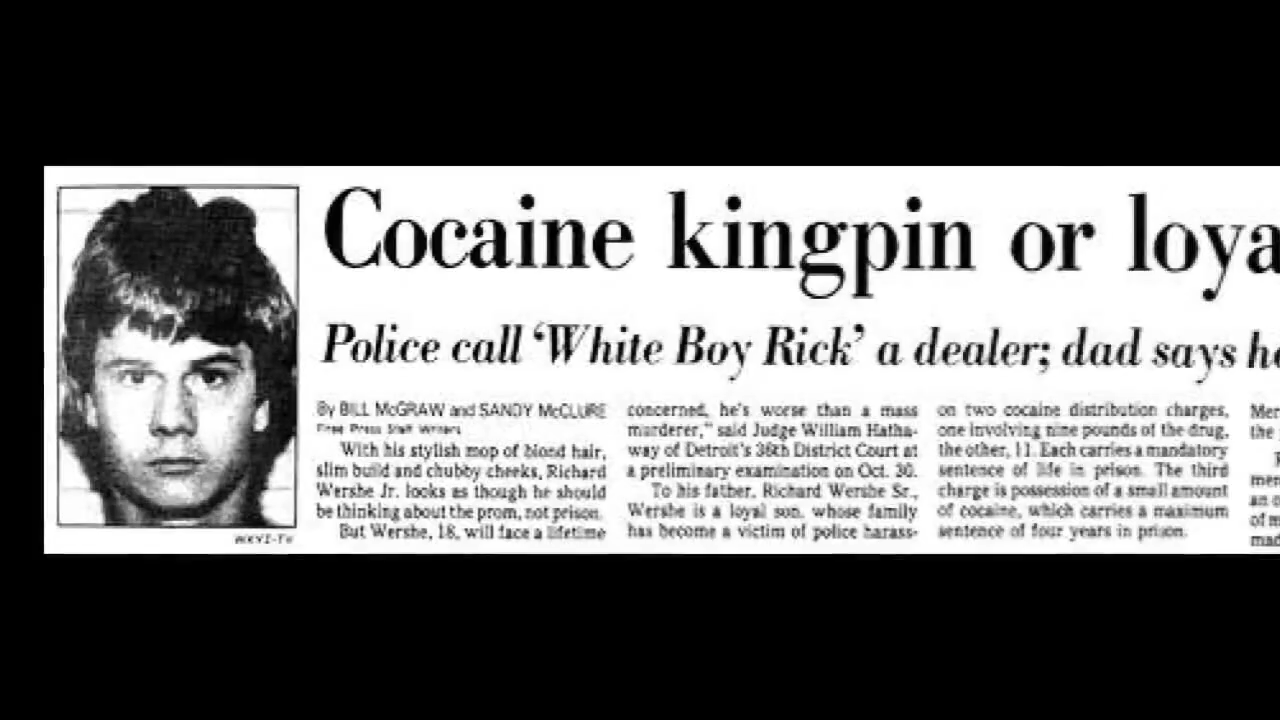 Cocaine kingpin or loya
Police call ‘White Boy Rick’ a dealer; dad says he
By BILL McGRAW and SANDY McCLURE
Free Press Staff Writers
With his stylish mop of blond hair,
slim build and chubby cheeks, Richard
Wershe Jr. looks as though he should
be thinking about the prom, not prison.
But Wershe, 18, will face a lifetime
concerned, he's worse than a mass
murderer," said Judge William Hatha-
way of Detroit's 36th District Court at
a preliminary examination on Oct. 30.
To his father, Richard Wershe Sr.,
Wershe is a loyal son, whose family
has become a victim of police harass-
on two cocaine distribution charges,
one involving nine pounds of the drug,
the other, 11. Each carries a mandatory
sentence of life in prison. The third
charge is possession of a small amount
of cocaine, which carries a maximum
sentence of four years in prison.
Mer
the
men
an o
of m
mad
WXYZ-TV